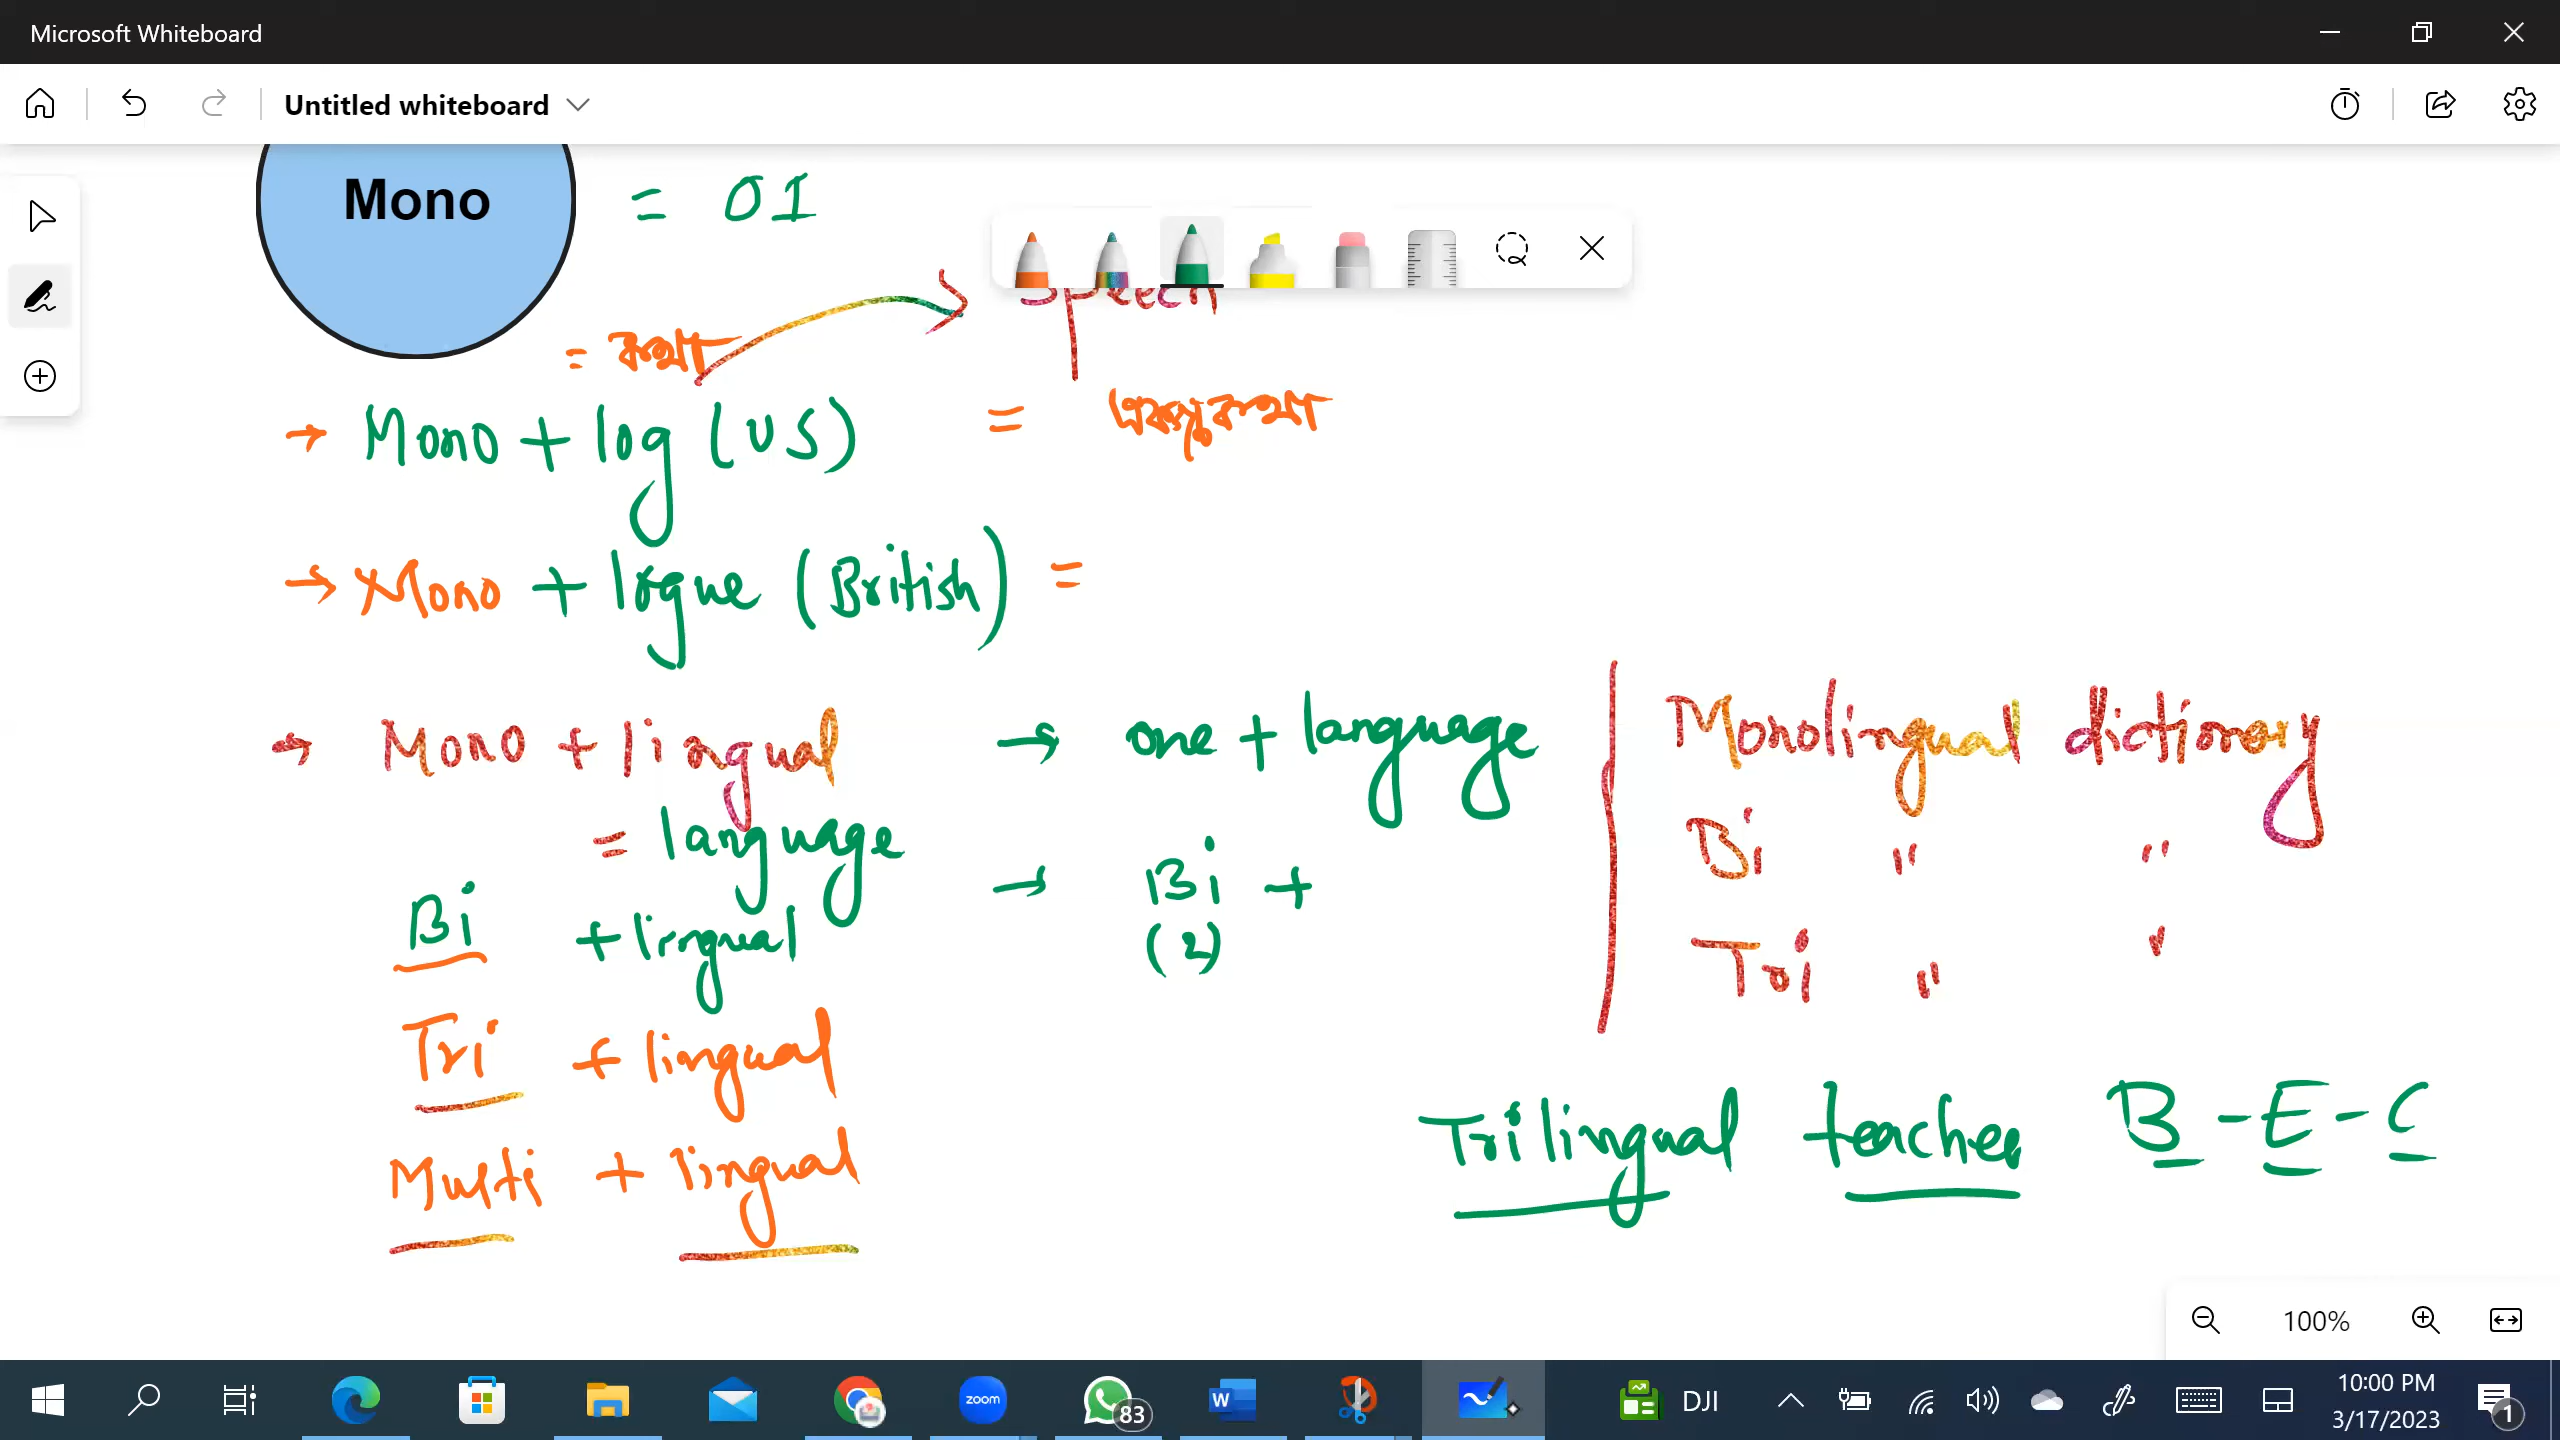 Microsoft Whiteboard
Untitled whiteboard
Mono = 01
Speech
= কথা
→ Mono + log (US) =
→ Mono + logue (British) =
→ Mono + lingual → one + language
= language
Bi + lingual → Bi +
(2)
Tri + lingual
Multi + lingual
Monolingual dictionary
Bi " "
Tri " "
Trilingual teacher B - E - C
100%
zoom
83
W
DJI
10:00 PM
3/17/2023
1